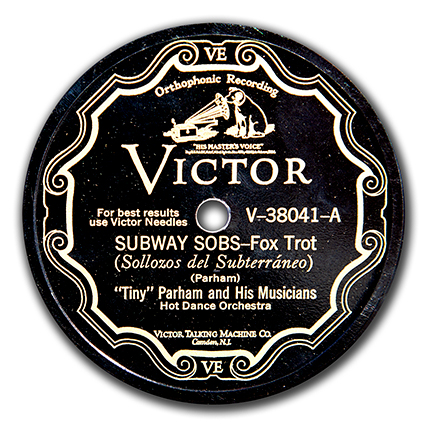 VE
Orthophonic Recording
"HIS MASTER'S VOICE"
VICTOR
For best results
use Victor Needles
V-38041-A
SUBWAY SOBS-Fox Trot
(Sollozos del Subterráneo)
(Parham)
"Tiny" Parham and His Musicians
Hot Dance Orchestra
VICTOR TALKING MACHINE CO.
Camden, N.J.
VE